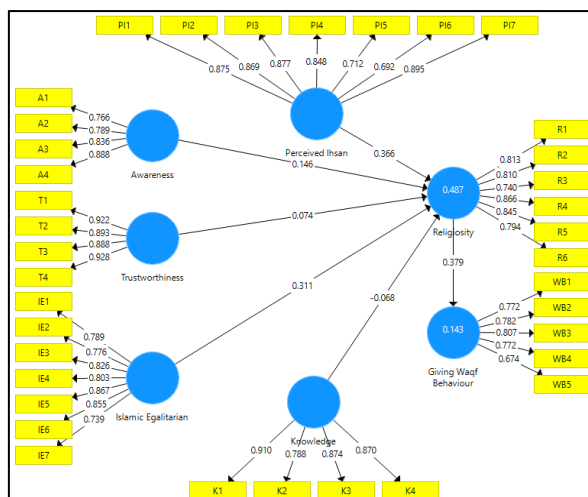 PI1 PI2 PI3 PI4 PI5 PI6 PI7
0.875 0.869 0.877 0.848 0.712 0.692 0.895
Perceived Ihsan
A1
A2
A3
A4
0.766
0.789
0.836
0.888
Awareness
0.146
0.366
T1
T2
T3
T4
0.922
0.893
0.888
0.928
Trustworthiness
0.074
R1
R2
R3
R4
R5
R6
0.813
0.810
0.740
0.866
0.845
0.794
0.487
Religiosity
0.379
IE1
IE2
IE3
IE4
IE5
IE6
IE7
0.789
0.776
0.826
0.803
0.867
0.855
0.739
Islamic Egalitarian
0.311
-0.068
WB1
WB2
WB3
WB4
WB5
0.772
0.782
0.807
0.772
0.674
0.143
Giving Waqf
Behaviour
Knowledge
0.910 0.788 0.874 0.870
K1 K2 K3 K4